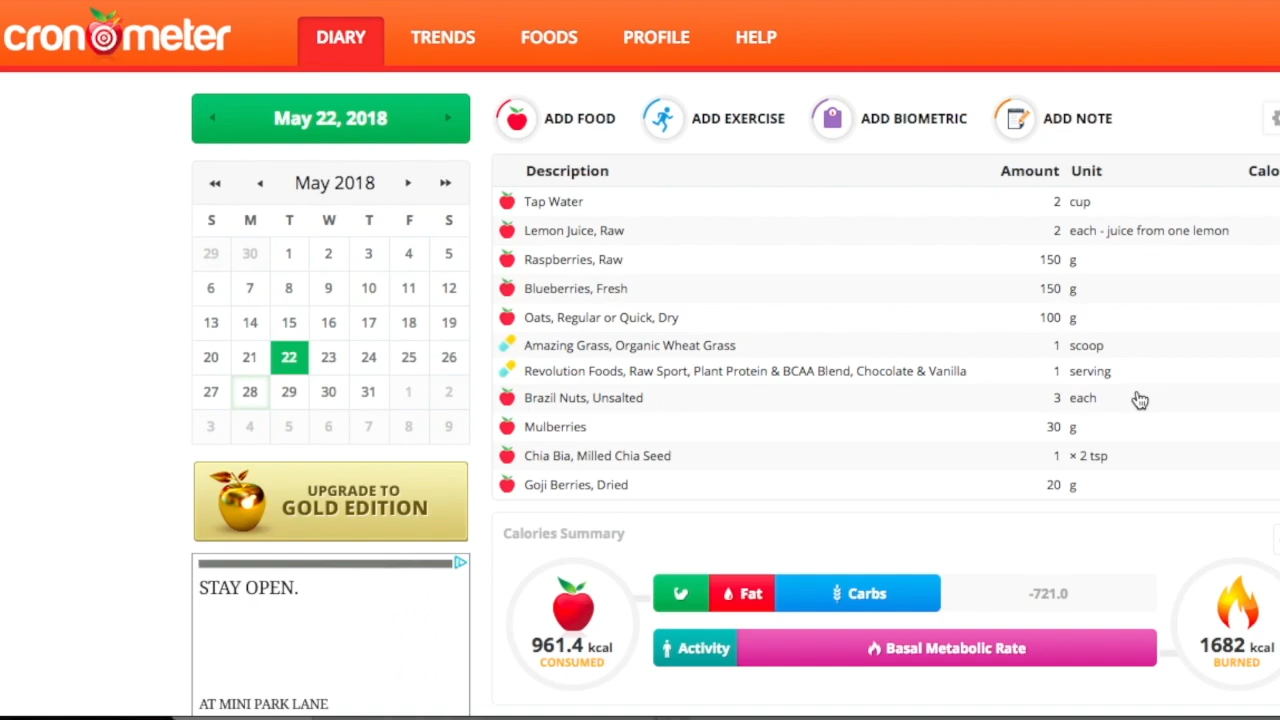 cronometer
DIARY TRENDS FOODS PROFILE HELP
May 22, 2018
May 2018
S M T W T F S
29 30 1 2 3 4 5
6 7 8 9 10 11 12
13 14 15 16 17 18 19
20 21 22 23 24 25 26
27 28 29 30 31 1 2
3 4 5 6 7 8 9
UPGRADE TO
GOLD EDITION
STAY OPEN.
AT MINI PARK LANE
ADD FOOD ADD EXERCISE ADD BIOMETRIC ADD NOTE
Description Amount Unit Calo
Tap Water 2 cup
Lemon Juice, Raw 2 each - juice from one lemon
Raspberries, Raw 150 g
Blueberries, Fresh 150 g
Oats, Regular or Quick, Dry 100 g
Amazing Grass, Organic Wheat Grass 1 scoop
Revolution Foods, Raw Sport, Plant Protein & BCAA Blend, Chocolate & Vanilla 1 serving
Brazil Nuts, Unsalted 3 each
Mulberries 30 g
Chia Bia, Milled Chia Seed 1 × 2 tsp
Goji Berries, Dried 20 g
Calories Summary
961.4 kcal
CONSUMED
Fat Carbs -721.0
Activity Basal Metabolic Rate
1682 kcal
BURNED